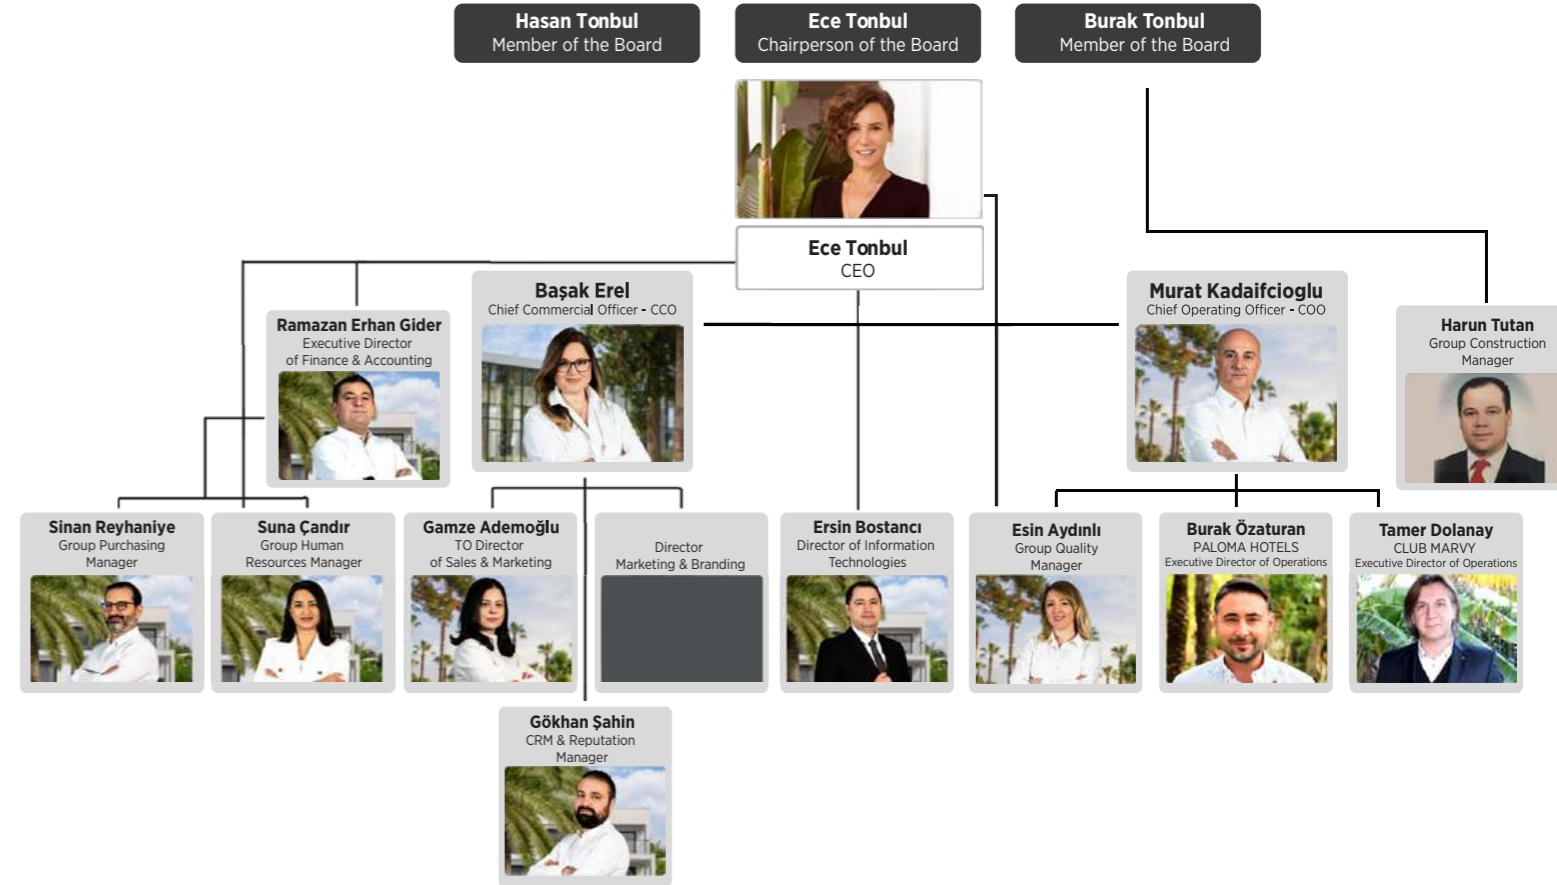 Hasan Tonbul
Member of the Board
Ece Tonbul
Chairperson of the Board
Burak Tonbul
Member of the Board
Ece Tonbul
CEO
Başak Erel
Chief Commercial Officer - CCO
Murat Kadaifcioglu
Chief Operating Officer - COO
Ramazan Erhan Gider
Executive Director
of Finance & Accounting
Harun Tutan
Group Construction
Manager
Sinan Reyhaniye
Group Purchasing
Manager
Suna Çandır
Group Human
Resources Manager
Gamze Ademoğlu
TO Director
of Sales & Marketing
Director
Marketing & Branding
Ersin Bostancı
Director of Information
Technologies
Esin Aydınlı
Group Quality
Manager
Burak Özaturan
PALOMA HOTELS
Executive Director of Operations
Tamer Dolanay
CLUB MARVY
Executive Director of Operations
Gökhan Şahin
CRM & Reputation
Manager